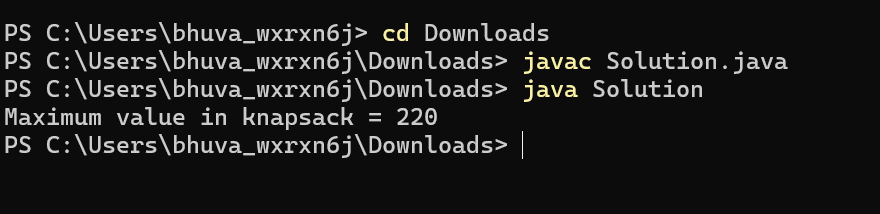 PS C:\Users\bhuva_wxrxn6j> cd Downloads
PS C:\Users\bhuva_wxrxn6j\Downloads> javac Solution.java
PS C:\Users\bhuva_wxrxn6j\Downloads> java Solution
Maximum value in knapsack = 220
PS C:\Users\bhuva_wxrxn6j\Downloads>